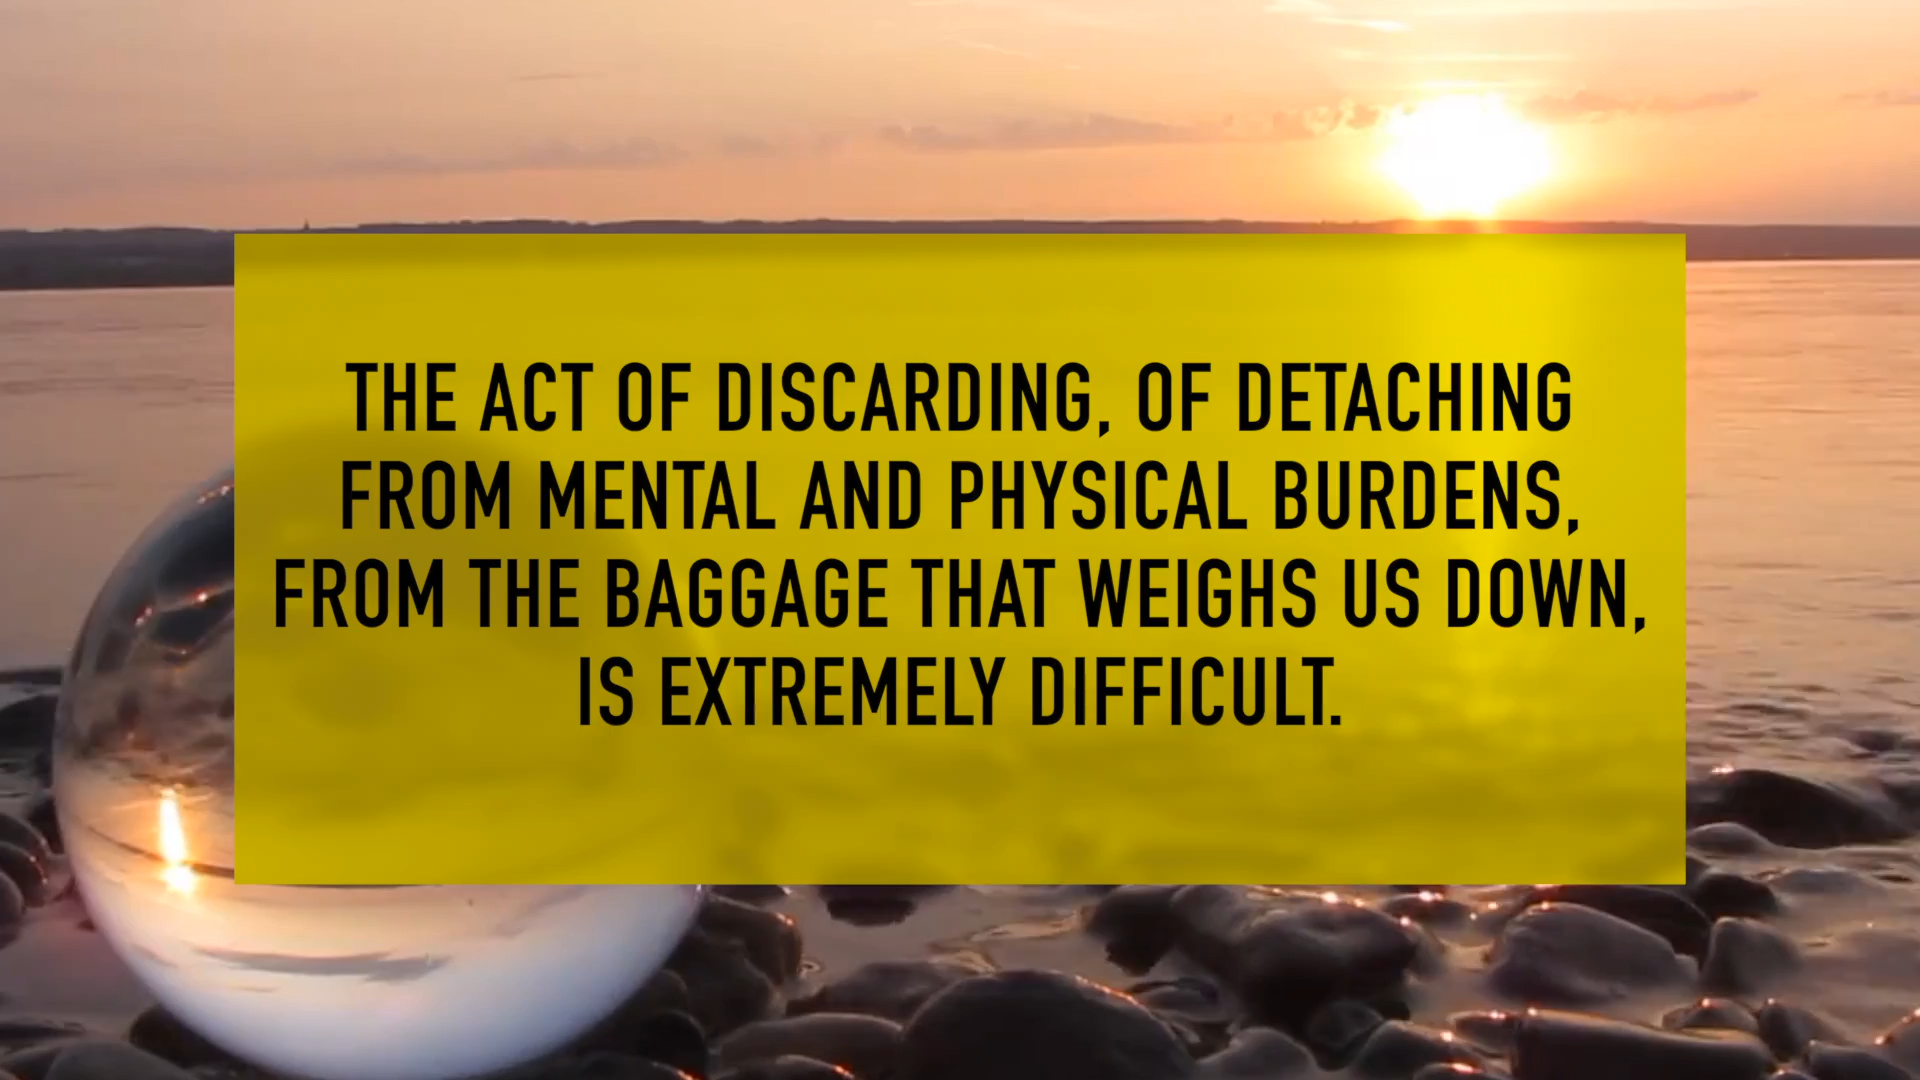 THE ACT OF DISCARDING, OF DETACHING
FROM MENTAL AND PHYSICAL BURDENS,
FROM THE BAGGAGE THAT WEIGHS US DOWN,
IS EXTREMELY DIFFICULT.